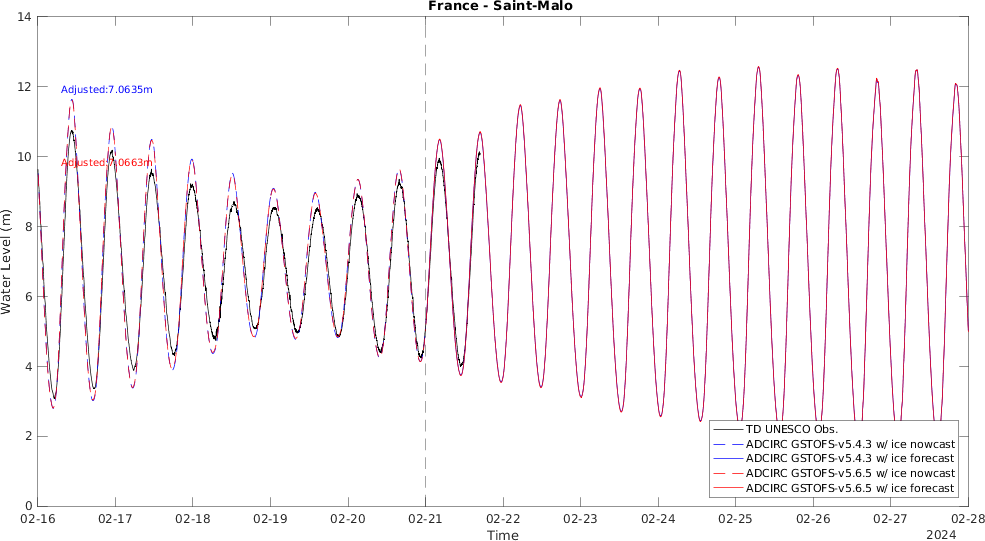 France - Saint-Malo
14
12
10
8
6
4
2
0
Water Level (m)
Adjusted:7.0635m
Adjusted:7.0663m
TD UNESCO Obs.
ADCIRC GSTOFS-v5.4.3 w/ ice nowcast
ADCIRC GSTOFS-v5.4.3 w/ ice forecast
ADCIRC GSTOFS-v5.6.5 w/ ice nowcast
ADCIRC GSTOFS-v5.6.5 w/ ice forecast
02-16 02-17 02-18 02-19 02-20 02-21 02-22 02-23 02-24 02-25 02-26 02-27 02-28
Time
2024